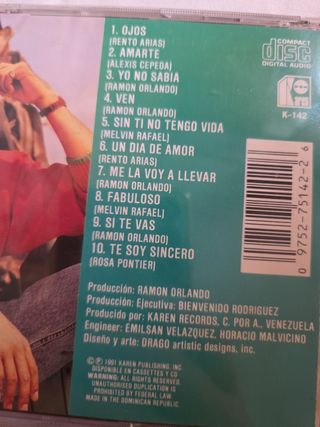 1. OJOS
(RENTO ARIAS)
2. AMARTE
(ALEXIS CEPEDA)
3. YO NO SABIA
(RAMON ORLANDO)
4. VEN
(RAMON ORLANDO)
5. SIN TI NO TENGO VIDA
(MELVIN RAFAEL)
6. UN DIA DE AMOR
(RENTO ARIAS)
7. ME LA VOY A LLEVAR
(RAMON ORLANDO)
8. FABULOSO
(MELVIN RAFAEL)
9. SI TE VAS
(RAMON ORLANDO)
10. TE SOY SINCERO
(ROSA PONTIER)
COMPACT
disc
DIGITAL AUDIO
K-142
0 9752-75142-2 6
Producción: RAMON ORLANDO
Producción: Ejecutiva: BIENVENIDO RODRIGUEZ
Producido por: KAREN RECORDS, C. POR A., VENEZUELA
Engineer: EMILSAN VELAZQUEZ, HORACIO MALVICINO
Diseño y arte: DRAGO artistic designs, inc.
© ℗ 1991 KAREN PUBLISHING, INC
DISPONIBLE EN CASSETTES Y CD
WARNING: ALL RIGHTS RESERVED.
UNAUTHORISED DUPLICATION IS
PROHIBITED BY FEDERAL LAW.
MADE IN THE DOMINICAN REPUBLIC